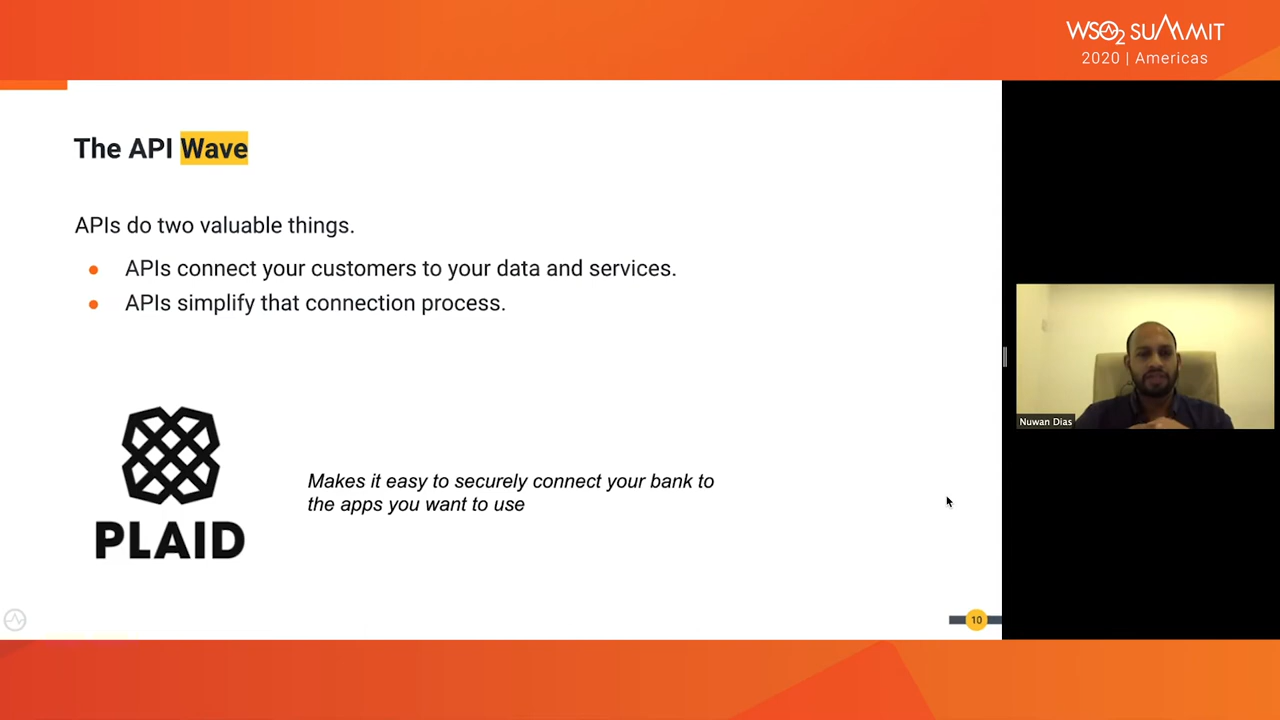 WSO2 SUMMIT
2020 | Americas
The API Wave
APIs do two valuable things.
● APIs connect your customers to your data and services.
● APIs simplify that connection process.
PLAID
Makes it easy to securely connect your bank to
the apps you want to use
Nuwan Dias
10